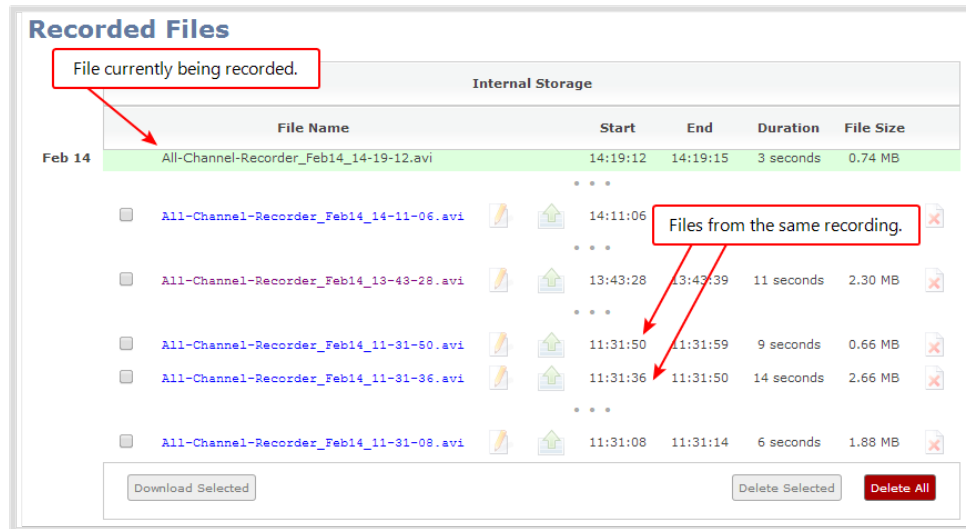 Recorded Files
File currently being recorded.
Internal Storage
File Name Start End Duration File Size
Feb 14 All-Channel-Recorder_Feb14_14-19-12.avi 14:19:12 14:19:15 3 seconds 0.74 MB
• • •
All-Channel-Recorder_Feb14_14-11-06.avi 14:11:06
Files from the same recording.
• • •
All-Channel-Recorder_Feb14_13-43-28.avi 13:43:28 13:43:39 11 seconds 2.30 MB
• • •
All-Channel-Recorder_Feb14_11-31-50.avi 11:31:50 11:31:59 9 seconds 0.66 MB
All-Channel-Recorder_Feb14_11-31-36.avi 11:31:36 11:31:50 14 seconds 2.66 MB
• • •
All-Channel-Recorder_Feb14_11-31-08.avi 11:31:08 11:31:14 6 seconds 1.88 MB
Download Selected Delete Selected Delete All